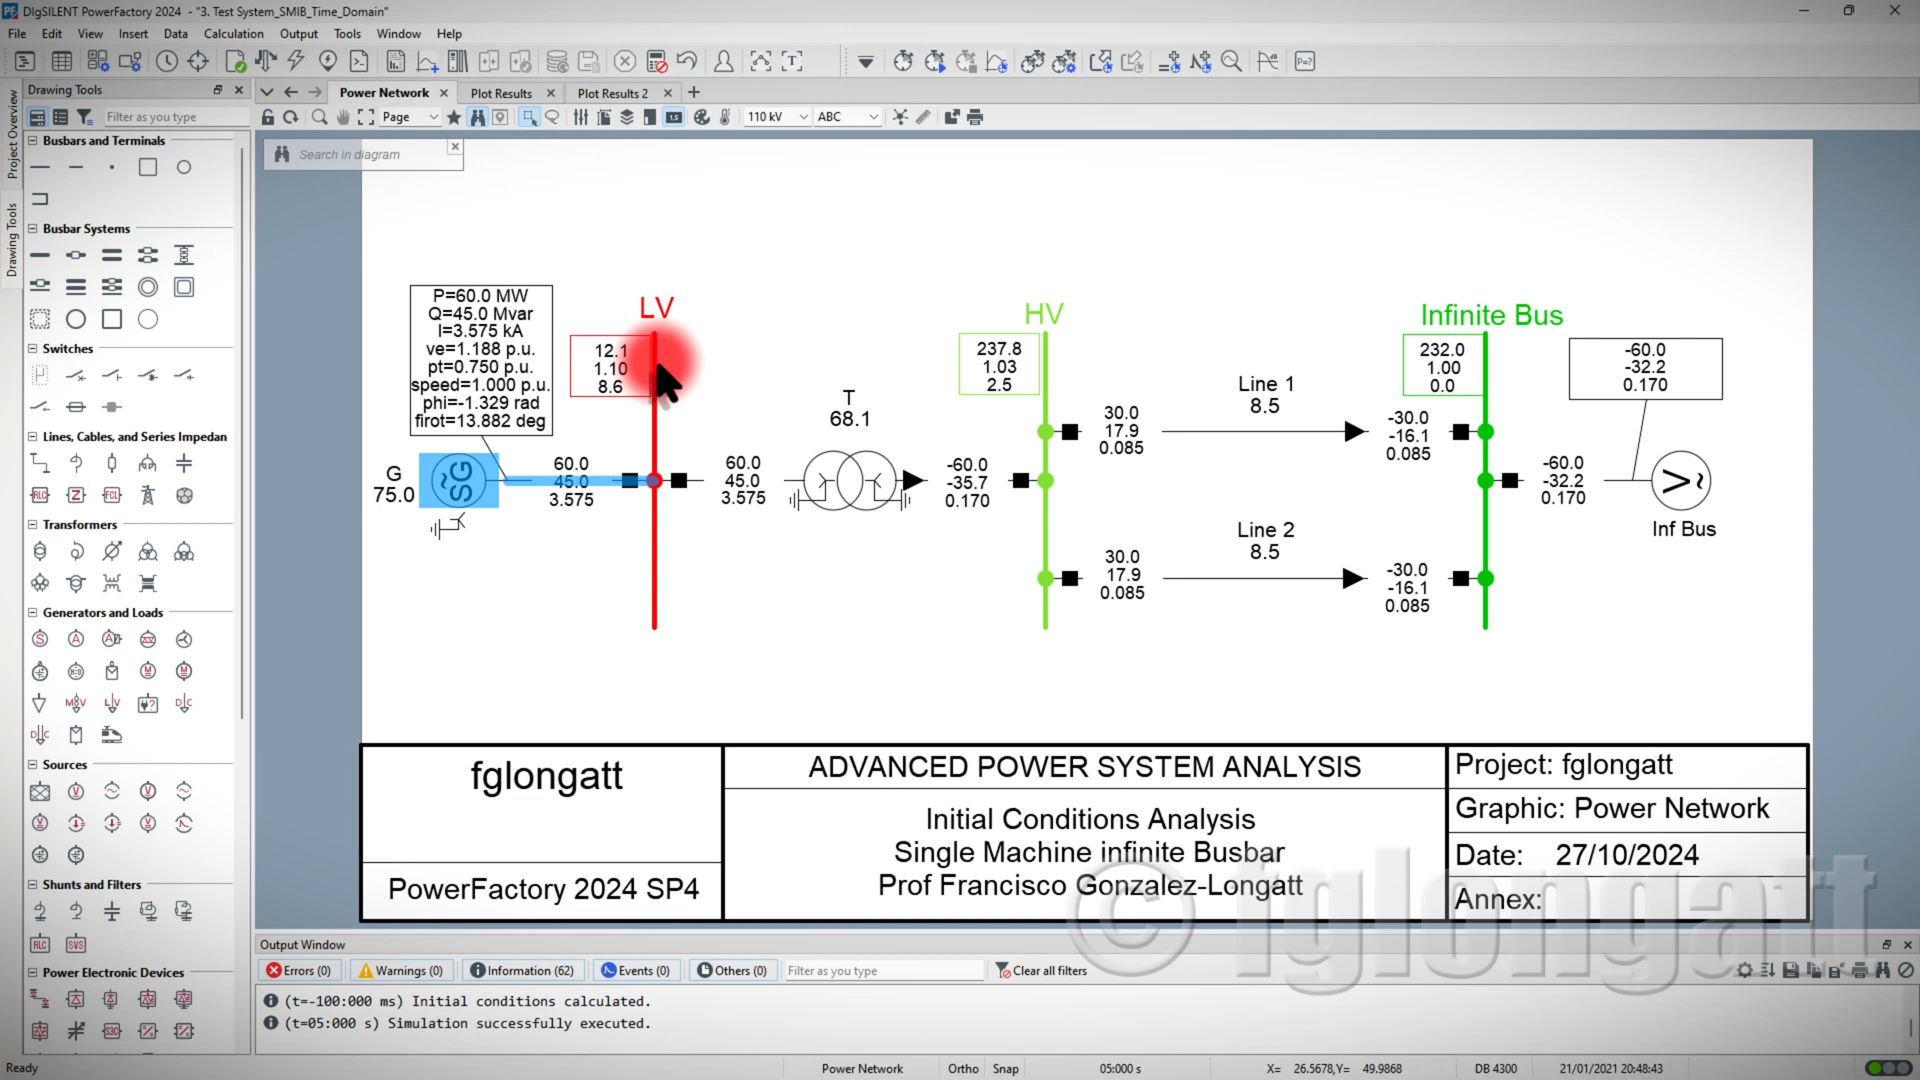 DIgSILENT PowerFactory 2024 - "3. Test System_SMIB_Time_Domain"
File Edit View Insert Data Calculation Output Tools Window Help
Drawing Tools
Power Network
Plot Results
Plot Results 2
Filter as you type
Page
110 kV
ABC
Project Overview
Drawing Tools
Busbars and Terminals
Busbar Systems
Switches
Lines, Cables, and Series Impedan
Transformers
Generators and Loads
Sources
Shunts and Filters
Power Electronic Devices
Search in diagram
P=60.0 MW
Q=45.0 Mvar
I=3.575 kA
ve=1.188 p.u.
pt=0.750 p.u.
speed=1.000 p.u.
phi=-1.329 rad
firot=13.882 deg
G
75.0
SG
60.0
45.0
3.575
LV
12.1
1.10
8.6
60.0
45.0
3.575
T
68.1
-60.0
-35.7
0.170
HV
237.8
1.03
2.5
30.0
17.9
0.085
Line 1
8.5
-30.0
-16.1
0.085
30.0
17.9
0.085
Line 2
8.5
-30.0
-16.1
0.085
Infinite Bus
232.0
1.00
0.0
-60.0
-32.2
0.170
-60.0
-32.2
0.170
Inf Bus
fglongatt
PowerFactory 2024 SP4
ADVANCED POWER SYSTEM ANALYSIS
Initial Conditions Analysis
Single Machine infinite Busbar
Prof Francisco Gonzalez-Longatt
Project: fglongatt
Graphic: Power Network
Date: 27/10/2024
Annex:
© fglongatt
Output Window
Errors (0)
Warnings (0)
Information (62)
Events (0)
Others (0)
Filter as you type
Clear all filters
(t=-100:000 ms) Initial conditions calculated.
(t=05:000 s) Simulation successfully executed.
Ready
Power Network
Ortho
Snap
05:000 s
X= 26.5678,Y= 49.9868
DB 4300
21/01/2021 20:48:43